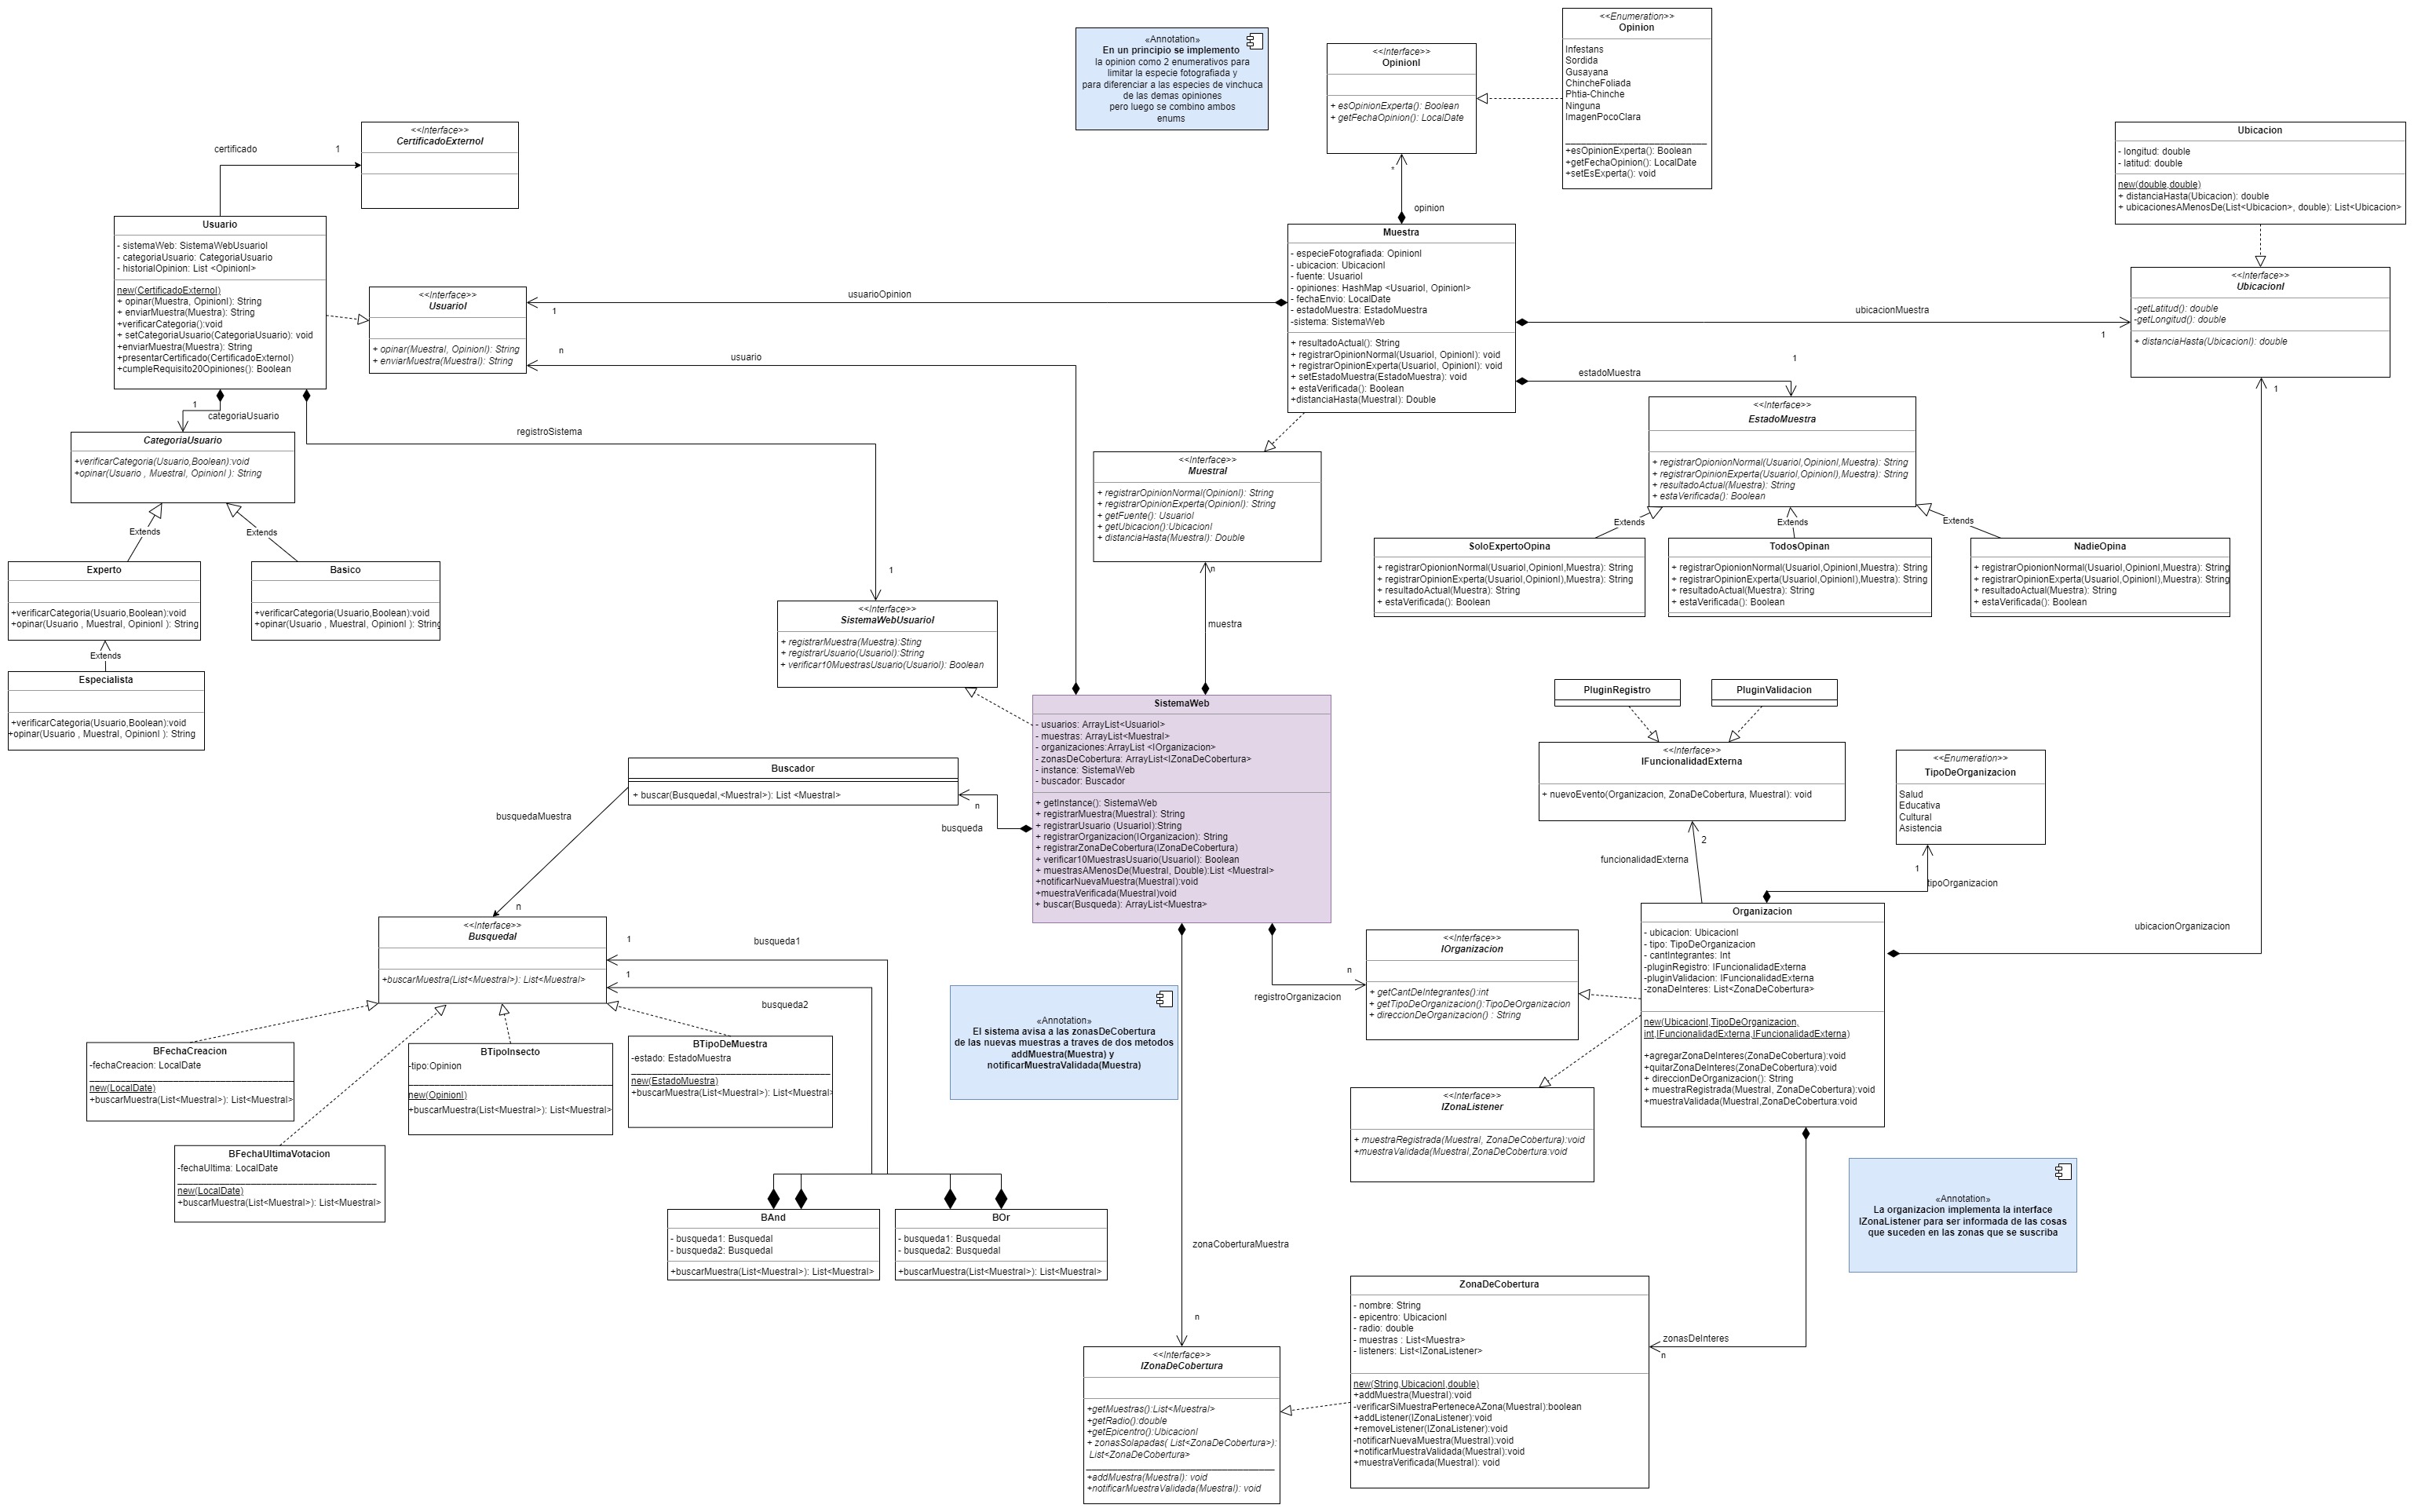 «Annotation»
En un principio se implemento
la opinion como 2 enumerativos para
limitar la especie fotografiada y
para diferenciar a las especies de vinchuca
de las demas opiniones
pero luego se combino ambos
enums
<<Interface>>
OpinionI
+ esOpinionExperta(): Boolean
+ getFechaOpinion(): LocalDate
<<Enumeration>>
Opinion
Infestans
Sordida
Gusayana
ChincheFoliada
Phtia-Chinche
Ninguna
ImagenPocoClara
+esOpinionExperta(): Boolean
+getFechaOpinion(): LocalDate
+setEsExperta(): void
*
opinion
<<Interface>>
CertificadoExternoI
certificado
1
Ubicacion
- longitud: double
- latitud: double
new(double,double)
+ distanciaHasta(Ubicacion): double
+ ubicacionesAMenosDe(List<Ubicacion>, double): List<Ubicacion>
Usuario
- sistemaWeb: SistemaWebUsuarioI
- categoriaUsuario: CategoriaUsuario
- historialOpinion: List <OpinionI>
new(CertificadoExternoI)
+ opinar(Muestra, OpinionI): String
+ enviarMuestra(Muestra): String
+verificarCategoria():void
+ setCategoriaUsuario(CategoriaUsuario): void
+enviarMuestra(Muestra): String
+presentarCertificado(CertificadoExternoI)
+cumpleRequisito20Opiniones(): Boolean
<<Interface>>
UsuarioI
+ opinar(MuestraI, OpinionI): String
+ enviarMuestra(MuestraI): String
usuarioOpinion
1
n
usuario
Muestra
- especieFotografiada: OpinionI
- ubicacion: UbicacionI
- fuente: UsuarioI
- opiniones: HashMap <UsuarioI, OpinionI>
- fechaEnvio: LocalDate
- estadoMuestra: EstadoMuestra
-sistema: SistemaWeb
+ resultadoActual(): String
+ registrarOpinionNormal(UsuarioI, OpinionI): void
+ registrarOpinionExperta(UsuarioI, OpinionI): void
+ setEstadoMuestra(EstadoMuestra): void
+ estaVerificada(): Boolean
+distanciaHasta(MuestraI): Double
ubicacionMuestra
1
<<Interface>>
UbicacionI
-getLatitud(): double
-getLongitud(): double
+ distanciaHasta(UbicacionI): double
1
estadoMuestra
1
<<Interface>>
EstadoMuestra
+ registrarOpionionNormal(UsuarioI,OpinionI,Muestra): String
+ registrarOpinionExperta(UsuarioI,OpinionI),Muestra): String
+ resultadoActual(Muestra): String
+ estaVerificada(): Boolean
1
categoriaUsuario
registroSistema
CategoriaUsuario
+verificarCategoria(Usuario,Boolean):void
+opinar(Usuario , MuestraI, OpinionI ): String
<<Interface>>
MuestraI
+ registrarOpinionNormal(OpinionI): String
+ registrarOpinionExperta(OpinionI): String
+ getFuente(): UsuarioI
+ getUbicacion():UbicacionI
+ distanciaHasta(MuestraI): Double
Extends
Extends
Extends
Extends
Extends
SoloExpertoOpina
+ registrarOpionionNormal(UsuarioI,OpinionI,Muestra): String
+ registrarOpinionExperta(UsuarioI,OpinionI),Muestra): String
+ resultadoActual(Muestra): String
+ estaVerificada(): Boolean
TodosOpinan
+ registrarOpionionNormal(UsuarioI,OpinionI,Muestra): String
+ registrarOpinionExperta(UsuarioI,OpinionI),Muestra): String
+ resultadoActual(Muestra): String
+ estaVerificada(): Boolean
NadieOpina
+ registrarOpionionNormal(UsuarioI,OpinionI,Muestra): String
+ registrarOpinionExperta(UsuarioI,OpinionI),Muestra): String
+ resultadoActual(Muestra): String
+ estaVerificada(): Boolean
Experto
+verificarCategoria(Usuario,Boolean):void
+opinar(Usuario , MuestraI, OpinionI ): String
Basico
+verificarCategoria(Usuario,Boolean):void
+opinar(Usuario , MuestraI, OpinionI ): String
Extends
Especialista
+verificarCategoria(Usuario,Boolean):void
+opinar(Usuario , MuestraI, OpinionI ): String
1
<<Interface>>
SistemaWebUsuarioI
+ registrarMuestra(Muestra):String
+ registrarUsuario(UsuarioI):String
+ verificar10MuestrasUsuario(UsuarioI): Boolean
n
muestra
SistemaWeb
- usuarios: ArrayList<UsuarioI>
- muestras: ArrayList<MuestraI>
- organizaciones:ArrayList <IOrganizacion>
- zonasDeCobertura: ArrayList<IZonaDeCobertura>
- instance: SistemaWeb
- buscador: Buscador
+ getInstance(): SistemaWeb
+ registrarMuestra(MuestraI): String
+ registrarUsuario (UsuarioI):String
+ registrarOrganizacion(IOrganizacion): String
+ registrarZonaDeCobertura(IZonaDeCobertura)
+ verificar10MuestrasUsuario(UsuarioI): Boolean
+ muestrasAMenosDe(MuestraI, Double):List <MuestraI>
+notificarNuevaMuestra(MuestraI):void
+muestraVerificada(MuestraI)void
+ buscar(Busqueda): ArrayList<Muestra>
PluginRegistro
PluginValidacion
<<Interface>>
IFuncionalidadExterna
+ nuevoEvento(Organizacion, ZonaDeCobertura, MuestraI): void
<<Enumeration>>
TipoDeOrganizacion
Salud
Educativa
Cultural
Asistencia
2
funcionalidadExterna
1
tipoOrganizacion
Buscador
+ buscar(BusquedaI,<MuestraI>): List <MuestraI>
n
busqueda
busquedaMuestra
n
<<Interface>>
BusquedaI
+buscarMuestra(List<MuestraI>): List<MuestraI>
1
busqueda1
1
busqueda2
Organizacion
- ubicacion: UbicacionI
- tipo: TipoDeOrganizacion
- cantIntegrantes: Int
-pluginRegistro: IFuncionalidadExterna
-pluginValidacion: IFuncionalidadExterna
-zonaDeInteres: List<ZonaDeCobertura>
new(UbicacionI,TipoDeOrganizacion,
int,IFuncionalidadExterna,IFuncionalidadExterna)
+agregarZonaDeInteres(ZonaDeCobertura):void
+quitarZonaDeInteres(ZonaDeCobertura):void
+ direccionDeOrganizacion(): String
+ muestraRegistrada(MuestraI, ZonaDeCobertura):void
+muestraValidada(MuestraI,ZonaDeCobertura:void
ubicacionOrganizacion
<<Interface>>
IOrganizacion
+ getCantDeIntegrantes():int
+ getTipoDeOrganizacion():TipoDeOrganizacion
+ direccionDeOrganizacion() : String
n
registroOrganizacion
«Annotation»
El sistema avisa a las zonasDeCobertura
de las nuevas muestras a traves de dos metodos
addMuestra(Muestra) y
notificarMuestraValidada(Muestra)
BFechaCreacion
-fechaCreacion: LocalDate
new(LocalDate)
+buscarMuestra(List<MuestraI>): List<MuestraI>
BTipoInsecto
-tipo:Opinion
new(OpinionI)
+buscarMuestra(List<MuestraI>): List<MuestraI>
BTipoDeMuestra
-estado: EstadoMuestra
new(EstadoMuestra)
+buscarMuestra(List<MuestraI>): List<MuestraI>
BFechaUltimaVotacion
-fechaUltima: LocalDate
new(LocalDate)
+buscarMuestra(List<MuestraI>): List<MuestraI>
<<Interface>>
IZonaListener
+ muestraRegistrada(MuestraI, ZonaDeCobertura):void
+muestraValidada(MuestraI,ZonaDeCobertura:void
«Annotation»
La organizacion implementa la interface
IZonaListener para ser informada de las cosas
que suceden en las zonas que se suscriba
BAnd
- busqueda1: BusquedaI
- busqueda2: BusquedaI
+buscarMuestra(List<MuestraI>): List<MuestraI>
BOr
- busqueda1: BusquedaI
- busqueda2: BusquedaI
+buscarMuestra(List<MuestraI>): List<MuestraI>
zonaCoberturaMuestra
n
<<Interface>>
IZonaDeCobertura
+getMuestras():List<MuestraI>
+getRadio():double
+getEpicentro():UbicacionI
+ zonasSolapadas( List<ZonaDeCobertura>):
List<ZonaDeCobertura>
+addMuestra(MuestraI): void
+notificarMuestraValidada(MuestraI): void
ZonaDeCobertura
- nombre: String
- epicentro: UbicacionI
- radio: double
- muestras : List<Muestra>
- listeners: List<IZonaListener>
new(String,UbicacionI,double)
+addMuestra(MuestraI):void
-verificarSiMuestraPerteneceAZona(MuestraI):boolean
+addListener(IZonaListener):void
+removeListener(IZonaListener):void
-notificarNuevaMuestra(MuestraI):void
+notificarMuestraValidada(MuestraI):void
+muestraVerificada(MuestraI): void
zonasDeInteres
n